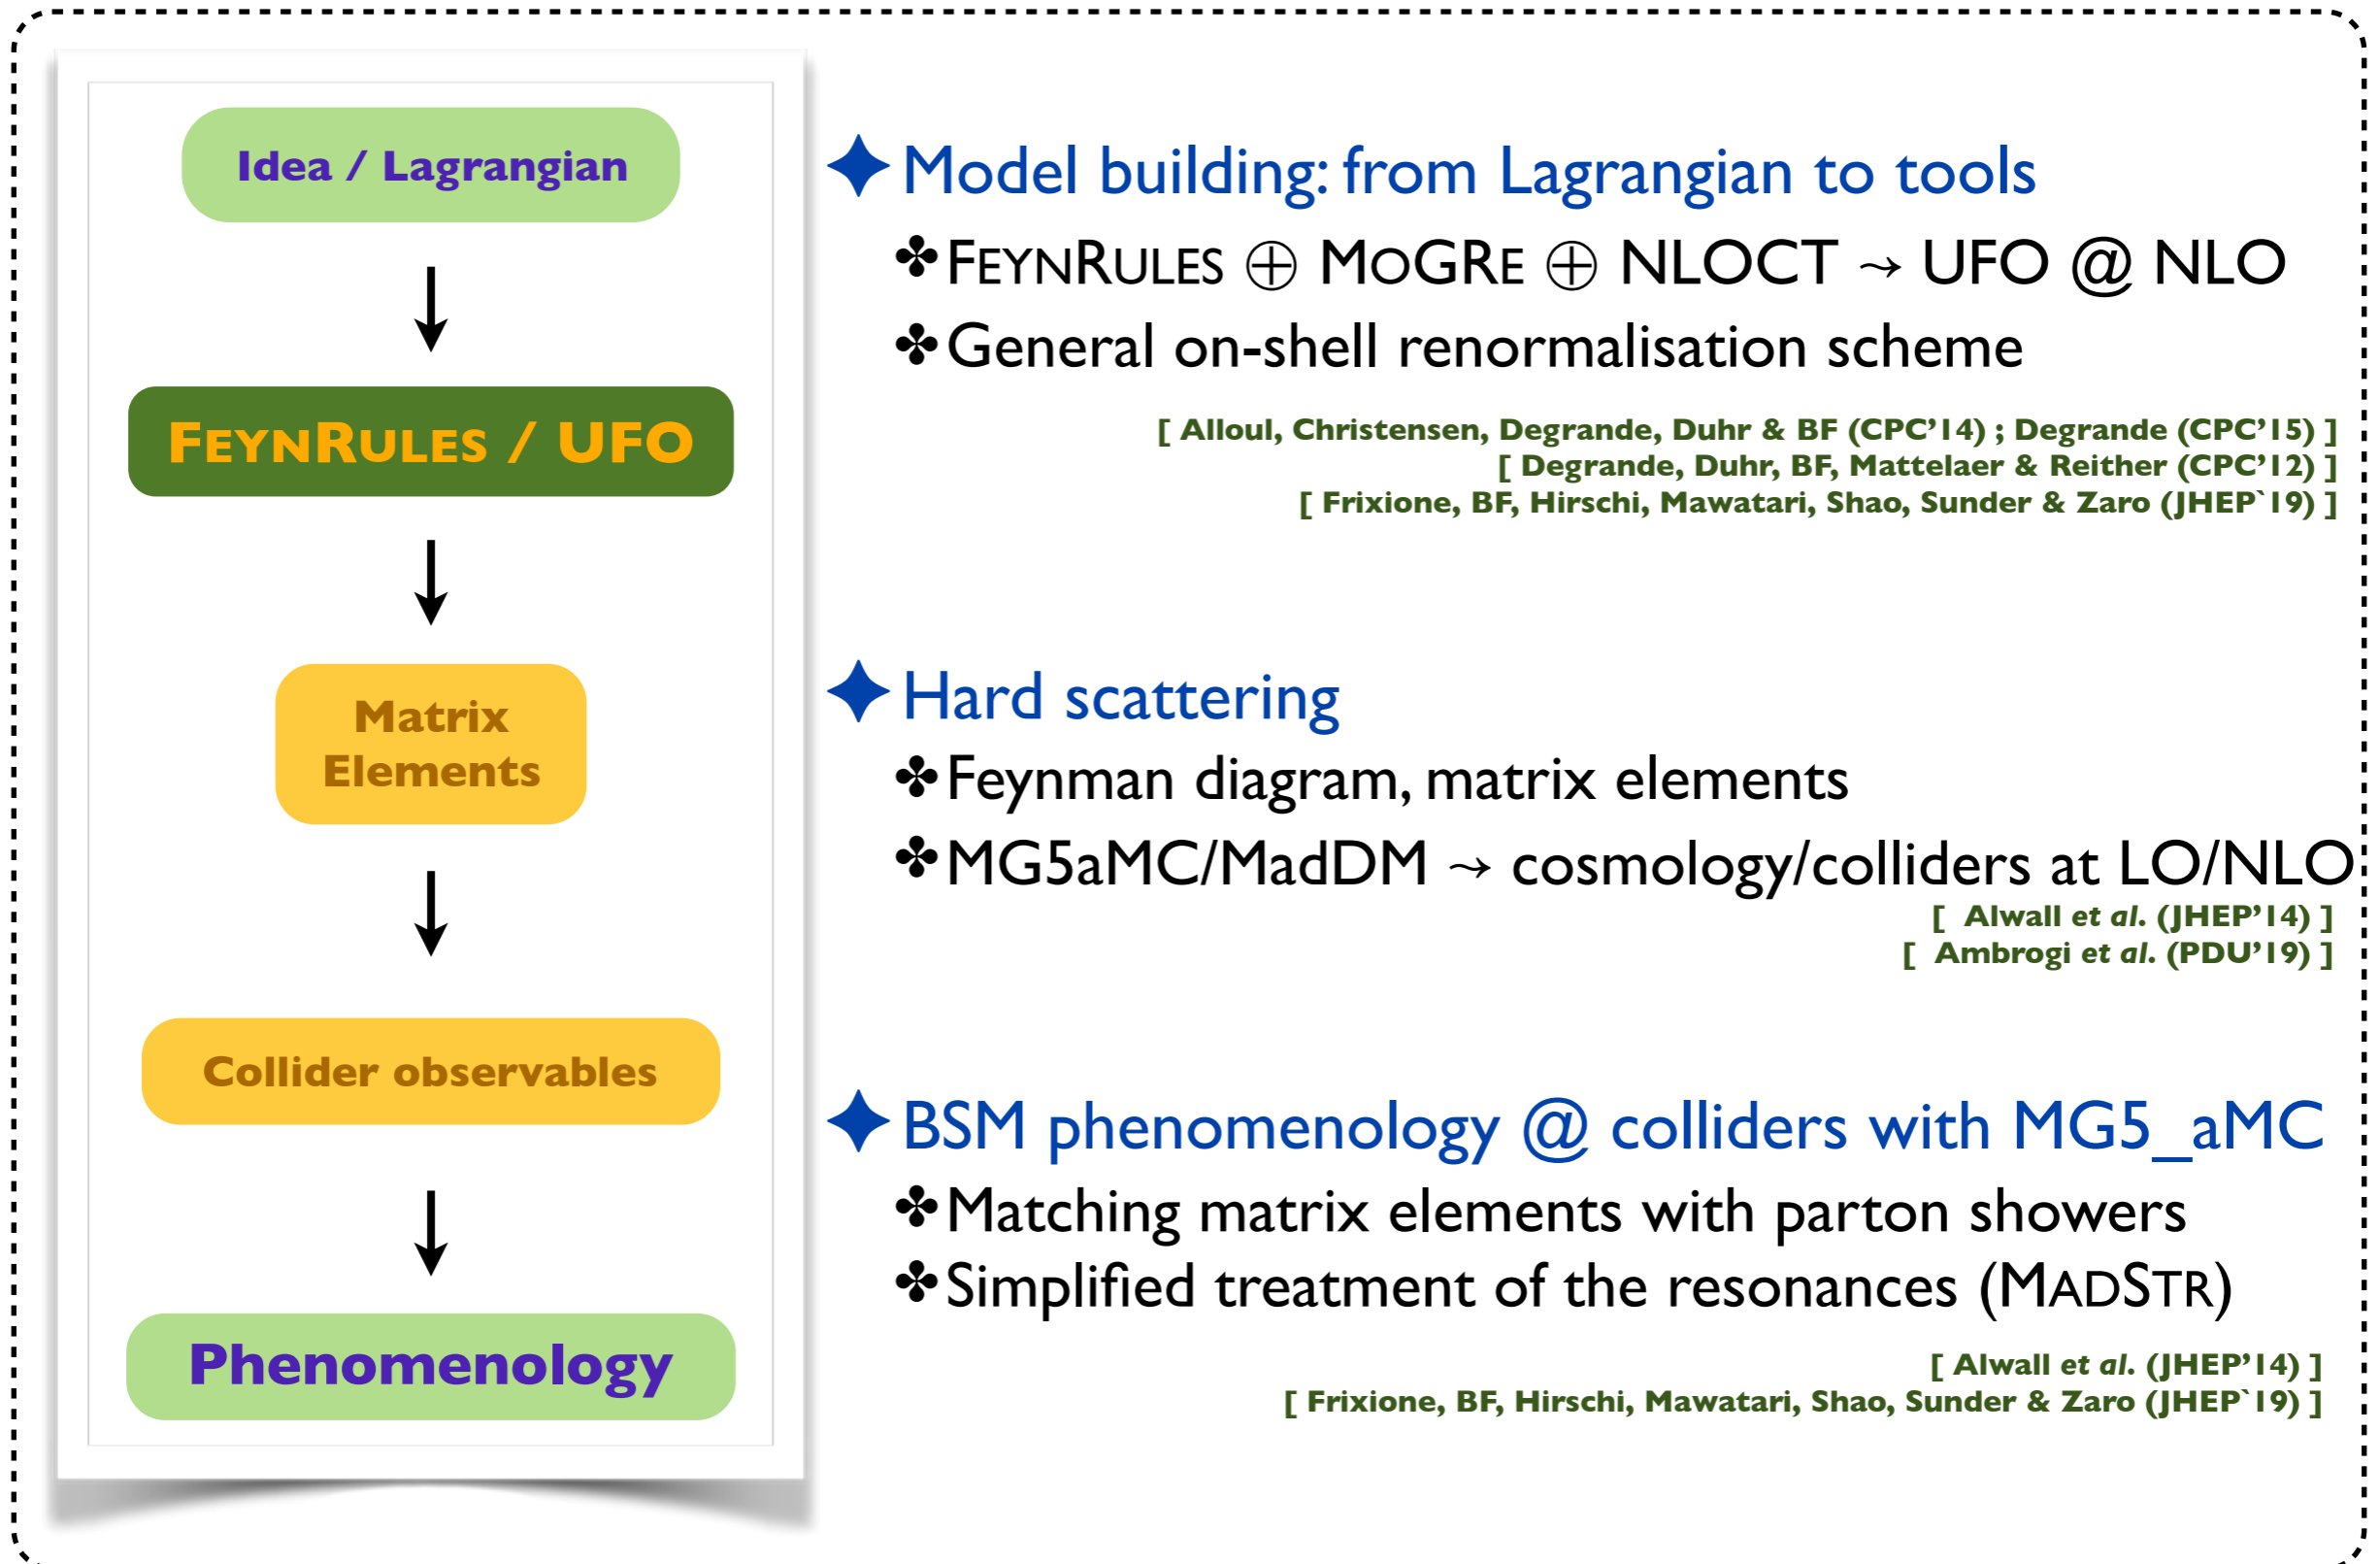 Idea / Lagrangian
FEYNRULES / UFO
Matrix
Elements
Collider observables
Phenomenology
Model building: from Lagrangian to tools
FEYNRULES ⊕ MOGRE ⊕ NLOCT ⤳ UFO @ NLO
General on-shell renormalisation scheme
[ Alloul, Christensen, Degrande, Duhr & BF (CPC’14) ; Degrande (CPC’15) ]
[ Degrande, Duhr, BF, Mattelaer & Reither (CPC’12) ]
[ Frixione, BF, Hirschi, Mawatari, Shao, Sunder & Zaro (JHEP`19) ]
Hard scattering
Feynman diagram, matrix elements
MG5aMC/MadDM ⤳ cosmology/colliders at LO/NLO
[ Alwall et al. (JHEP’14) ]
[ Ambrogi et al. (PDU’19) ]
BSM phenomenology @ colliders with MG5_aMC
Matching matrix elements with parton showers
Simplified treatment of the resonances (MADSTR)
[ Alwall et al. (JHEP’14) ]
[ Frixione, BF, Hirschi, Mawatari, Shao, Sunder & Zaro (JHEP`19) ]